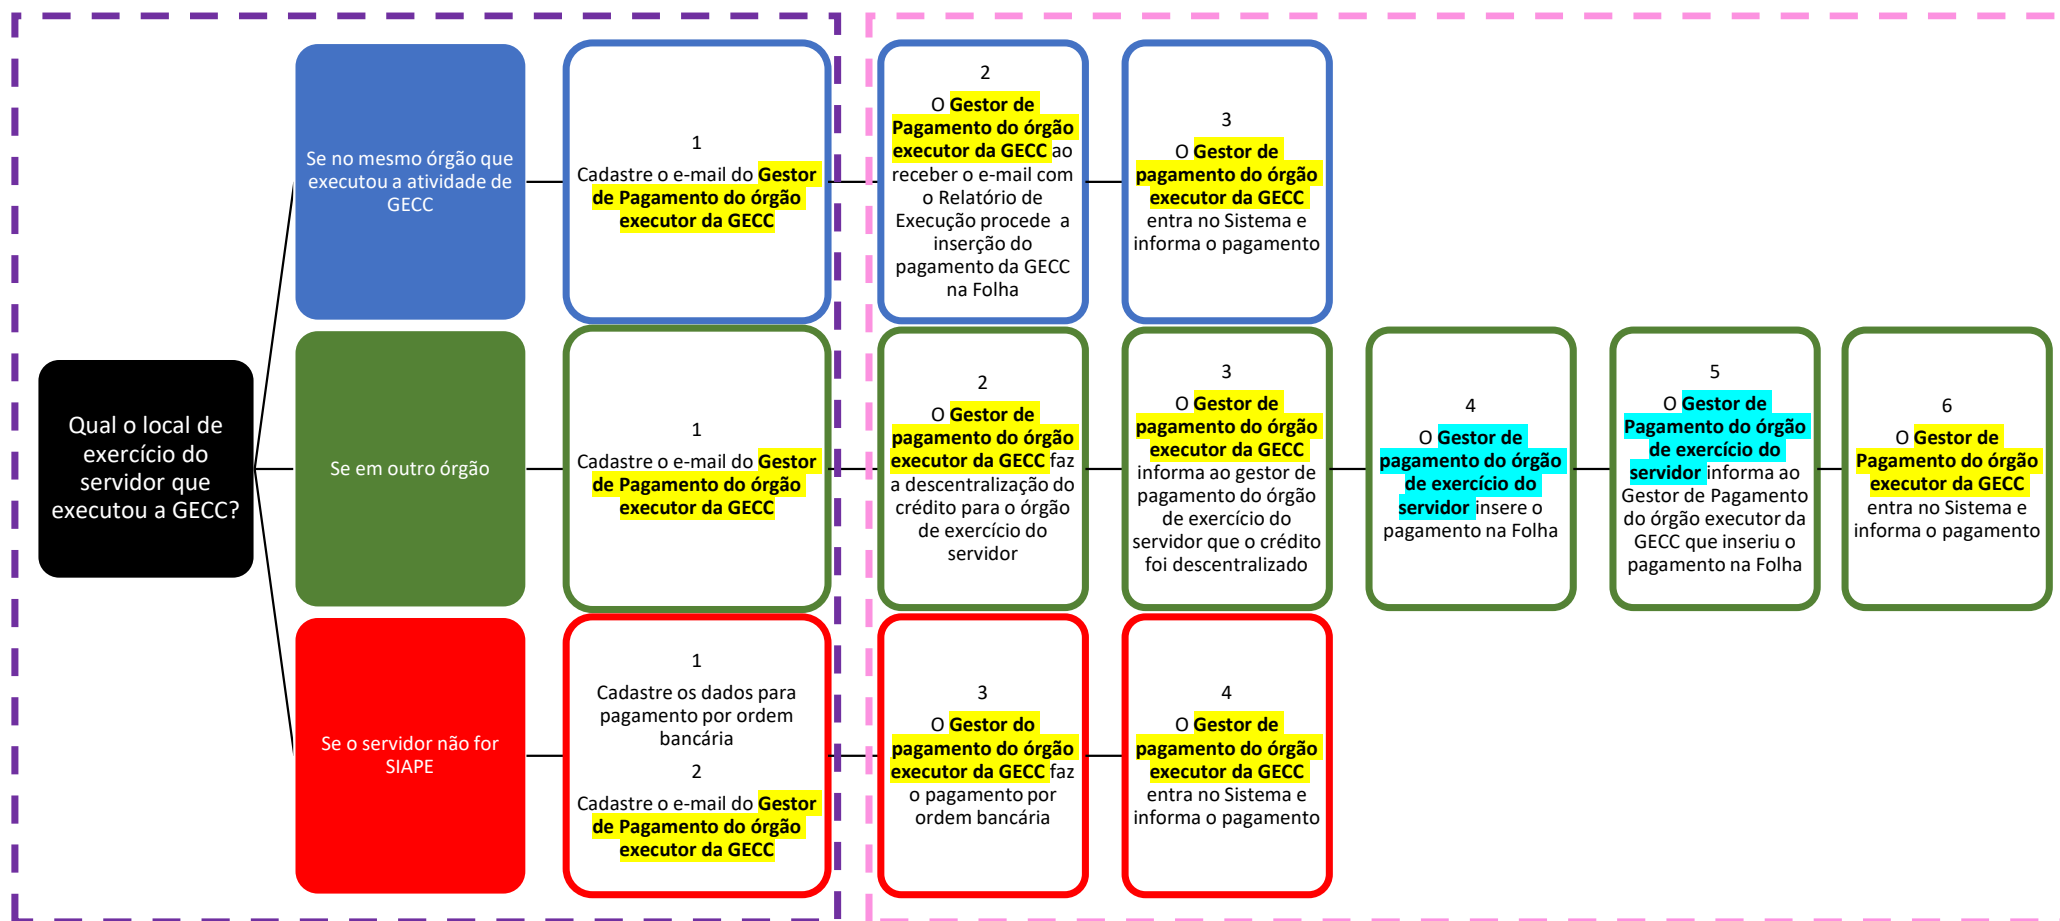 Qual o local de
exercício do
servidor que
executou a GECC?
Se no mesmo órgão que
executou a atividade de
GECC
1
Cadastre o e-mail do Gestor
de Pagamento do órgão
executor da GECC
2
O Gestor de
Pagamento do órgão
executor da GECC ao
receber o e-mail com
o Relatório de
Execução procede a
inserção do
pagamento da GECC
na Folha
3
O Gestor de
pagamento do órgão
executor da GECC
entra no Sistema e
informa o pagamento
Se em outro órgão
1
Cadastre o e-mail do Gestor
de Pagamento do órgão
executor da GECC
2
O Gestor de
pagamento do órgão
executor da GECC faz
a descentralização do
crédito para o órgão
de exercício do
servidor
3
O Gestor de
pagamento do órgão
executor da GECC
informa ao gestor de
pagamento do órgão
de exercício do
servidor que o crédito
foi descentralizado
4
O Gestor de
pagamento do órgão
de exercício do
servidor insere o
pagamento na Folha
5
O Gestor de
Pagamento do órgão
de exercício do
servidor informa ao
Gestor de Pagamento
do órgão executor da
GECC que inseriu o
pagamento na Folha
6
O Gestor de
Pagamento do órgão
executor da GECC
entra no Sistema e
informa o pagamento
Se o servidor não for
SIAPE
1
Cadastre os dados para
pagamento por ordem
bancária
2
Cadastre o e-mail do Gestor
de Pagamento do órgão
executor da GECC
3
O Gestor do
pagamento do órgão
executor da GECC faz
o pagamento por
ordem bancária
4
O Gestor de
pagamento do órgão
executor da GECC
entra no Sistema e
informa o pagamento